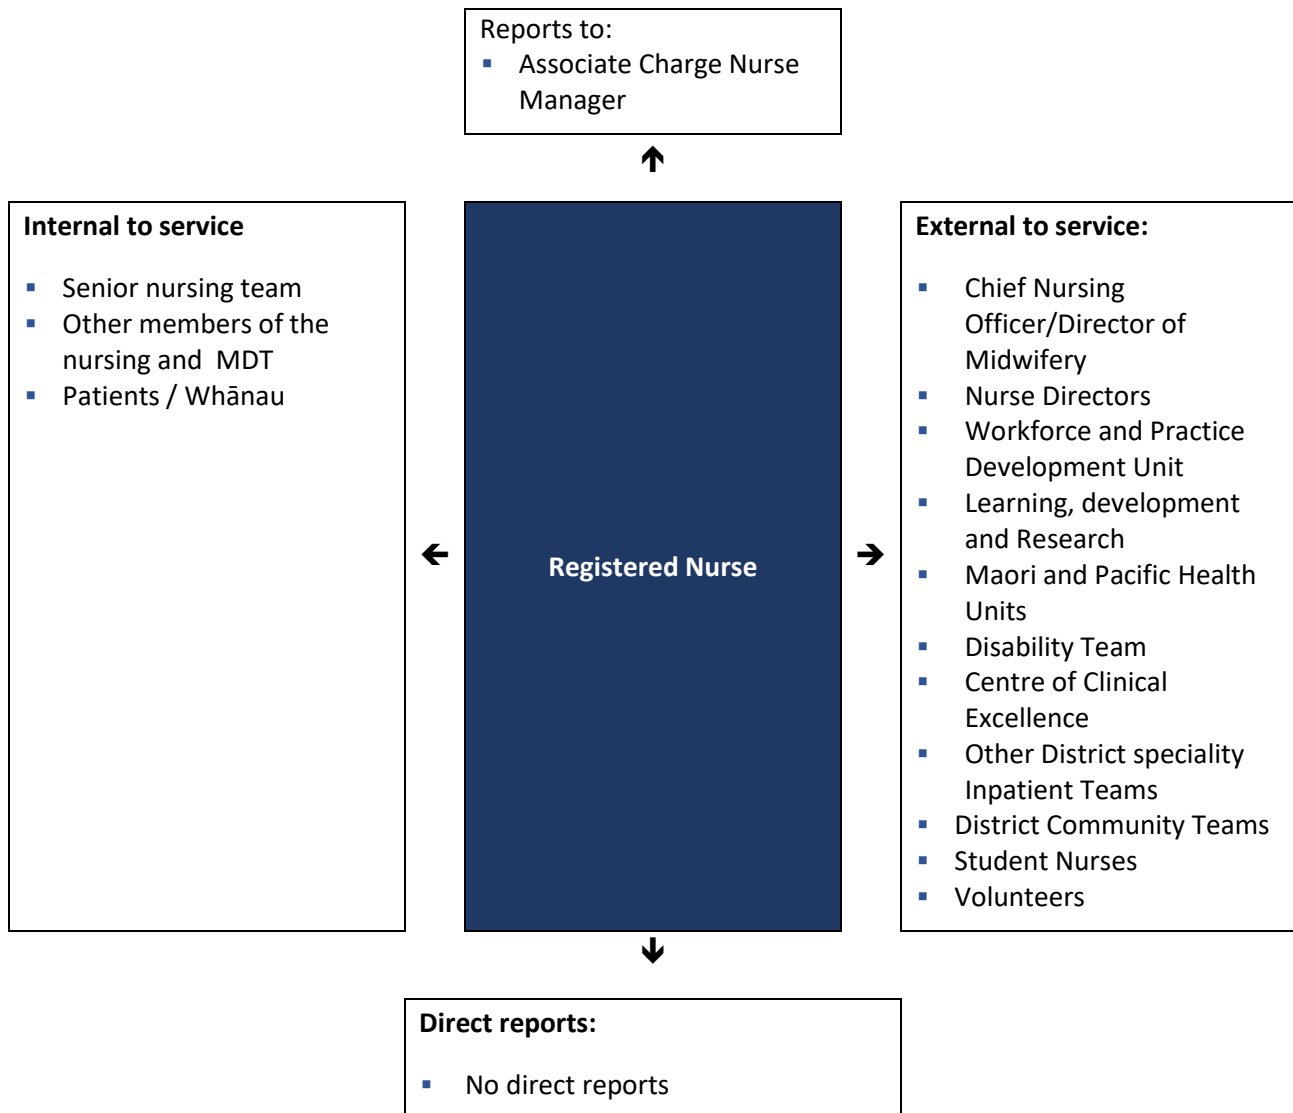 Reports to:
▪ Associate Charge Nurse
Manager
Internal to service
▪ Senior nursing team
▪ Other members of the
nursing and  MDT
▪ Patients / Whānau
Registered Nurse
External to service:
▪ Chief Nursing
Officer/Director of
Midwifery
▪ Nurse Directors
▪ Workforce and Practice
Development Unit
▪ Learning, development
and Research
▪ Maori and Pacific Health
Units
▪ Disability Team
▪ Centre of Clinical
Excellence
▪ Other District speciality
Inpatient Teams
▪ District Community Teams
▪ Student Nurses
▪ Volunteers
Direct reports:
▪ No direct reports